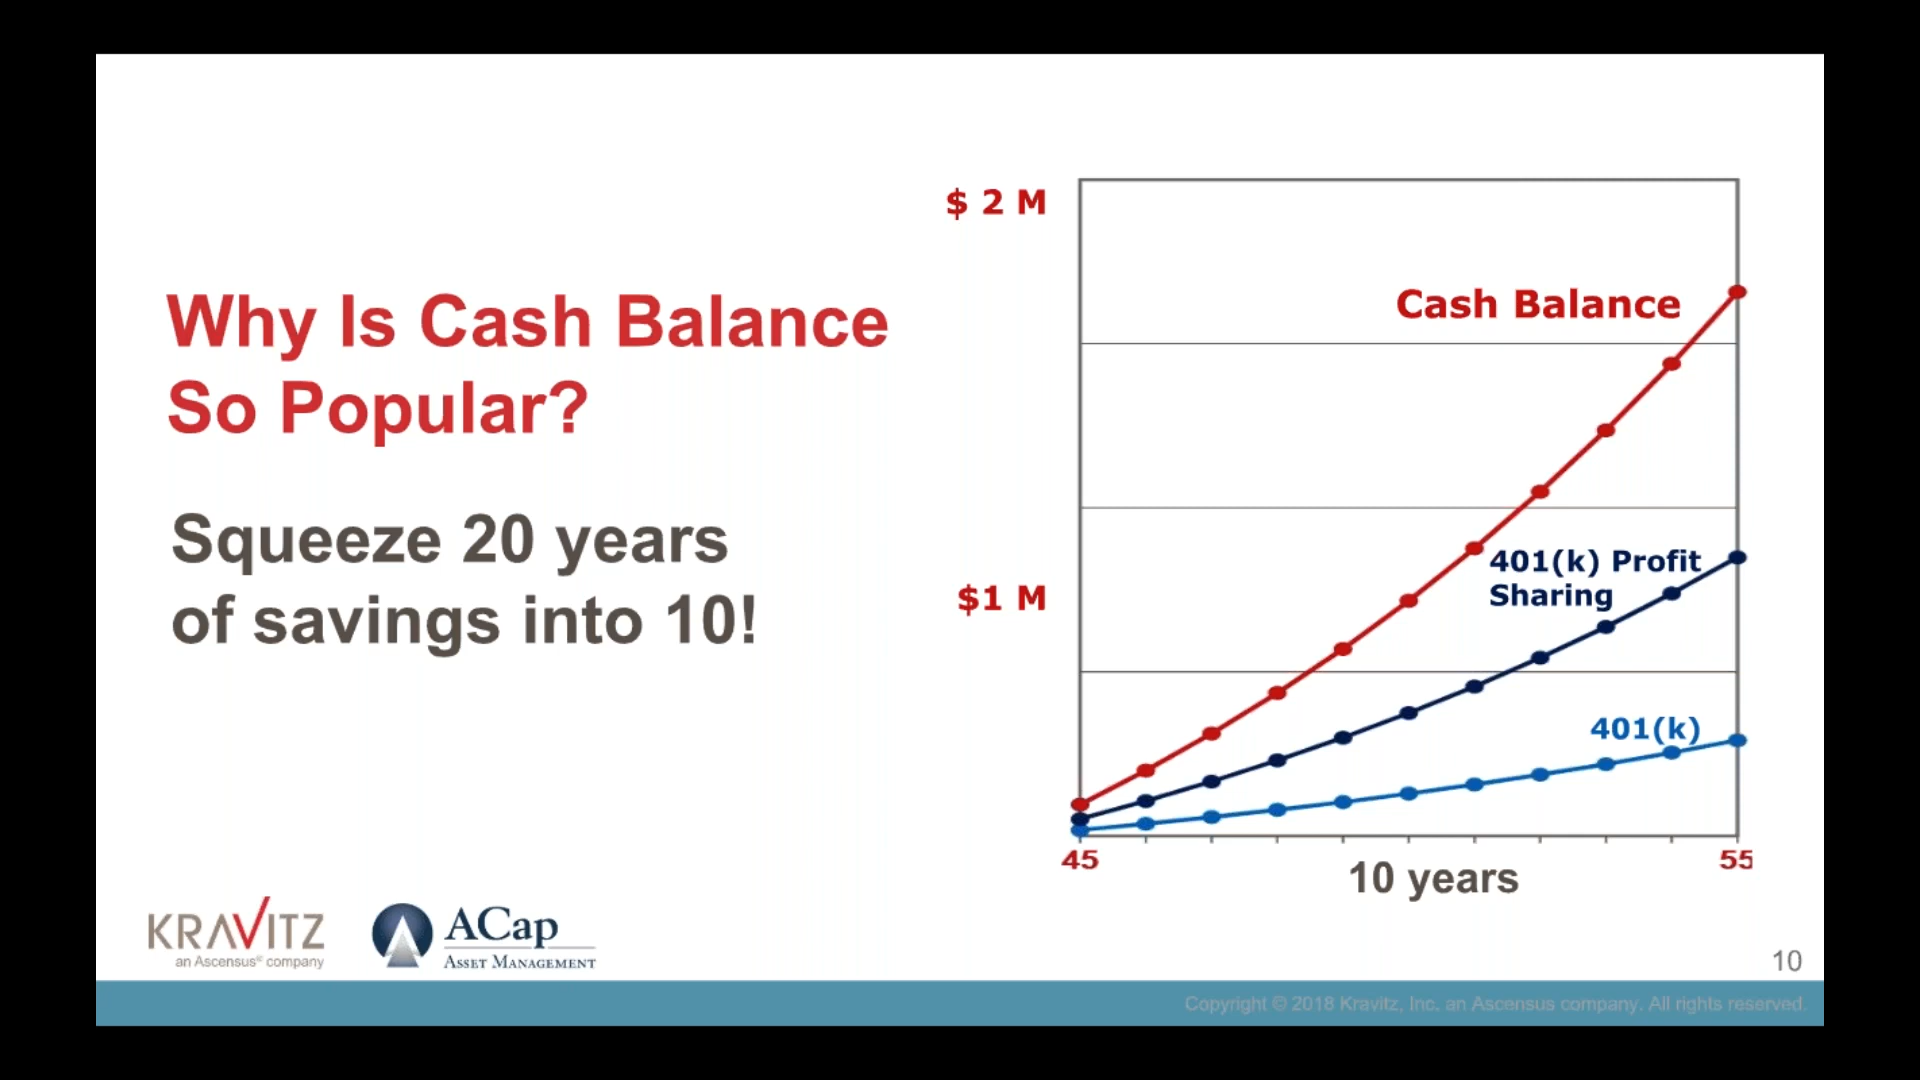 Why Is Cash Balance
So Popular?
Squeeze 20 years
of savings into 10!
$ 2 M
$1 M
Cash Balance
401(k) Profit
Sharing
401(k)
45
55
10 years
KRAVITZ
an Ascensus® company
ACap
ASSET MANAGEMENT
10
Copyright © 2018 Kravitz, Inc. an Ascensus company. All rights reserved.